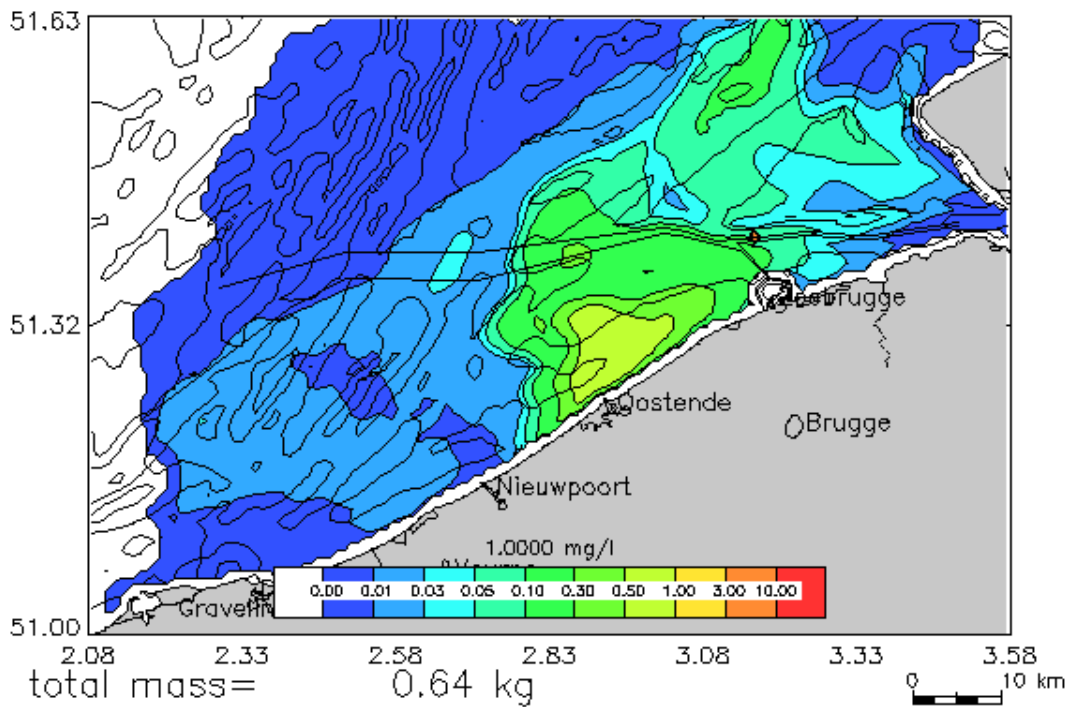 51.63
51.32
Oostende
Brugge
Nieuwpoort
1.0000 mg/l
0.00 0.01 0.03 0.05 0.10 0.30 0.50 1.00 3.00 10.00
51.00
2.08 2.33 2.58 2.83 3.08 3.33 3.58
total mass= 0.64 kg
0 10 km